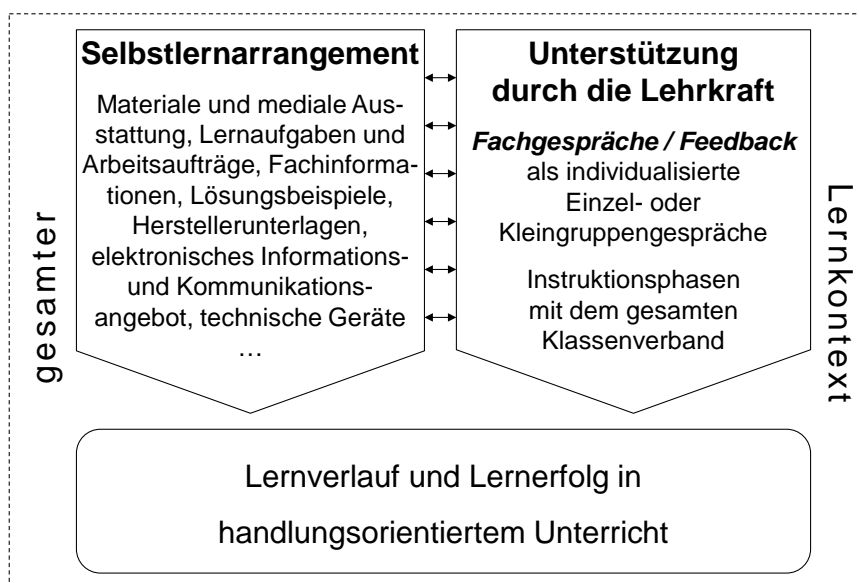 Selbstlernarrangement
Materiale und mediale Aus-
stattung, Lernaufgaben und
Arbeitsaufträge, Fachinforma-
tionen, Lösungsbeispiele,
Herstellerunterlagen,
elektronisches Informations-
und Kommunikations-
angebot, technische Geräte
…
Unterstützung
durch die Lehrkraft
Fachgespräche / Feedback
als individualisierte
Einzel- oder
Kleingruppengespräche
Instruktionsphasen
mit dem gesamten
Klassenverband
gesamter
Lernkontext
Lernverlauf und Lernerfolg in
handlungsorientiertem Unterricht